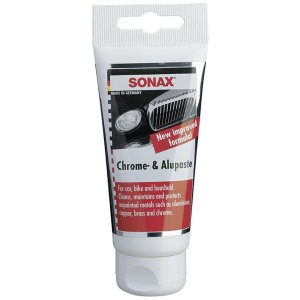 SONAX
MADE IN GERMANY
New improved
formula!
Chrome- & Alupaste
For car, bike and houshold.
Cleans, maintains and protects
unpainted metals such as aluminium,
copper, brass and chrome.